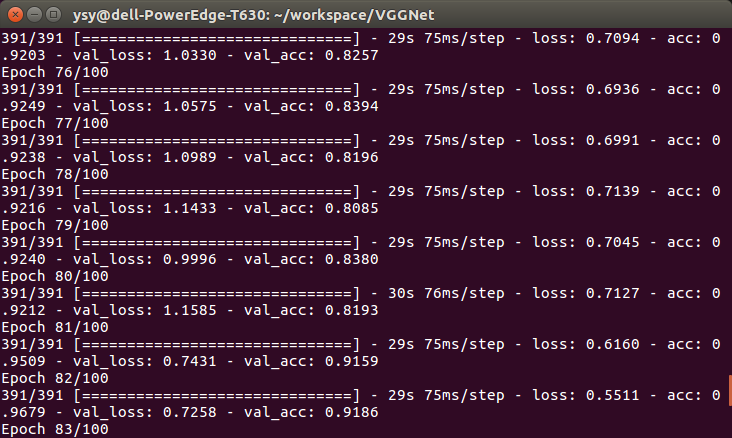 ysy@dell-PowerEdge-T630: ~/workspace/VGGNet
391/391 [==============================] - 29s 75ms/step - loss: 0.7094 - acc: 0
.9203 - val_loss: 1.0330 - val_acc: 0.8257
Epoch 76/100
391/391 [==============================] - 29s 75ms/step - loss: 0.6936 - acc: 0
.9249 - val_loss: 1.0575 - val_acc: 0.8394
Epoch 77/100
391/391 [==============================] - 29s 75ms/step - loss: 0.6991 - acc: 0
.9238 - val_loss: 1.0989 - val_acc: 0.8196
Epoch 78/100
391/391 [==============================] - 29s 75ms/step - loss: 0.7139 - acc: 0
.9216 - val_loss: 1.1433 - val_acc: 0.8085
Epoch 79/100
391/391 [==============================] - 29s 75ms/step - loss: 0.7045 - acc: 0
.9240 - val_loss: 0.9996 - val_acc: 0.8380
Epoch 80/100
391/391 [==============================] - 30s 76ms/step - loss: 0.7127 - acc: 0
.9212 - val_loss: 1.1585 - val_acc: 0.8193
Epoch 81/100
391/391 [==============================] - 29s 75ms/step - loss: 0.6160 - acc: 0
.9509 - val_loss: 0.7431 - val_acc: 0.9159
Epoch 82/100
391/391 [==============================] - 29s 75ms/step - loss: 0.5511 - acc: 0
.9679 - val_loss: 0.7258 - val_acc: 0.9186
Epoch 83/100